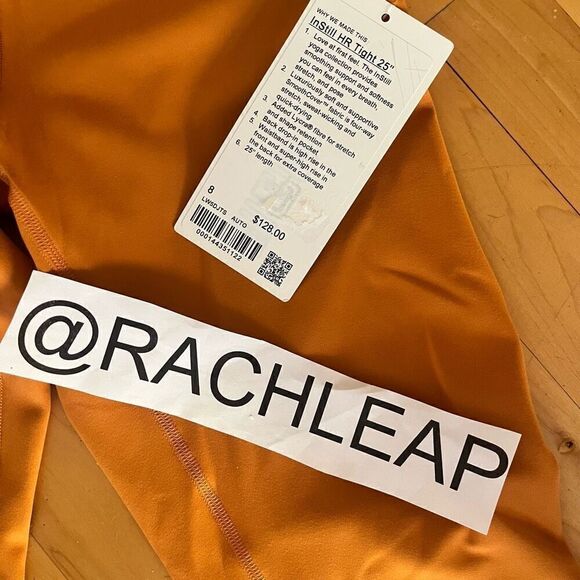 WHY WE MADE THIS
InStill HR Tight 25"
1. Love at first feel. The InStill
yoga collection provides
smoothing support and softness
you can feel in every breath,
stretch, and pose
2. Luxuriously soft and supportive
SmoothCover™ fabric is four-way
stretch, sweat-wicking and
quick-drying
3. Added Lycra® fibre for stretch
and shape retention
4. Back drop-in pocket
5. Waistband is high rise in the
front and super-high rise in
the back for extra coverage
6. 25" length
8
LW5DJTS AUTO $128.00
000144351122
@RACHLEAP